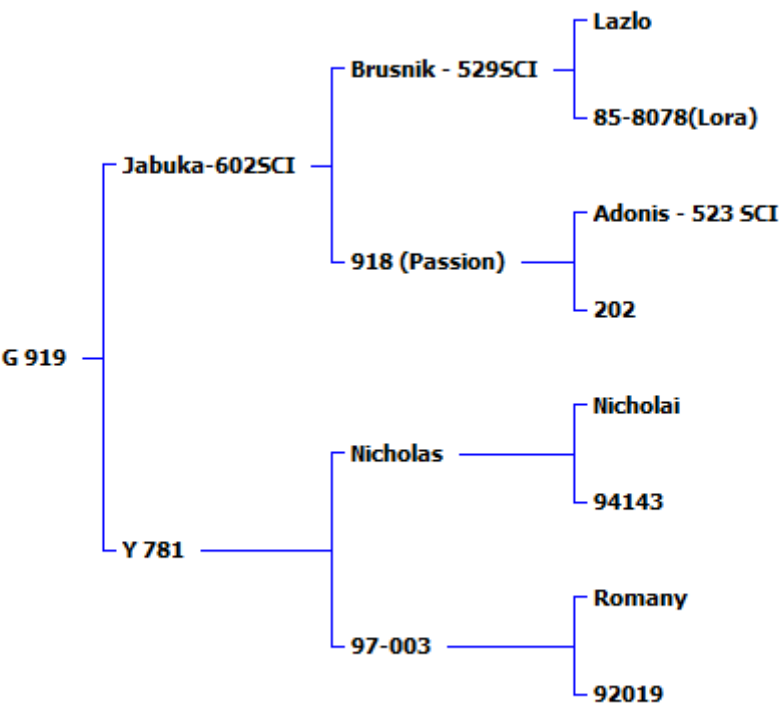 Lazlo
Brusnik - 529SCI
85-8078(Lora)
Jabuka-602SCI
Adonis - 523 SCI
918 (Passion)
202
G 919
Nicholai
Nicholas
94143
Y 781
Romany
97-003
92019